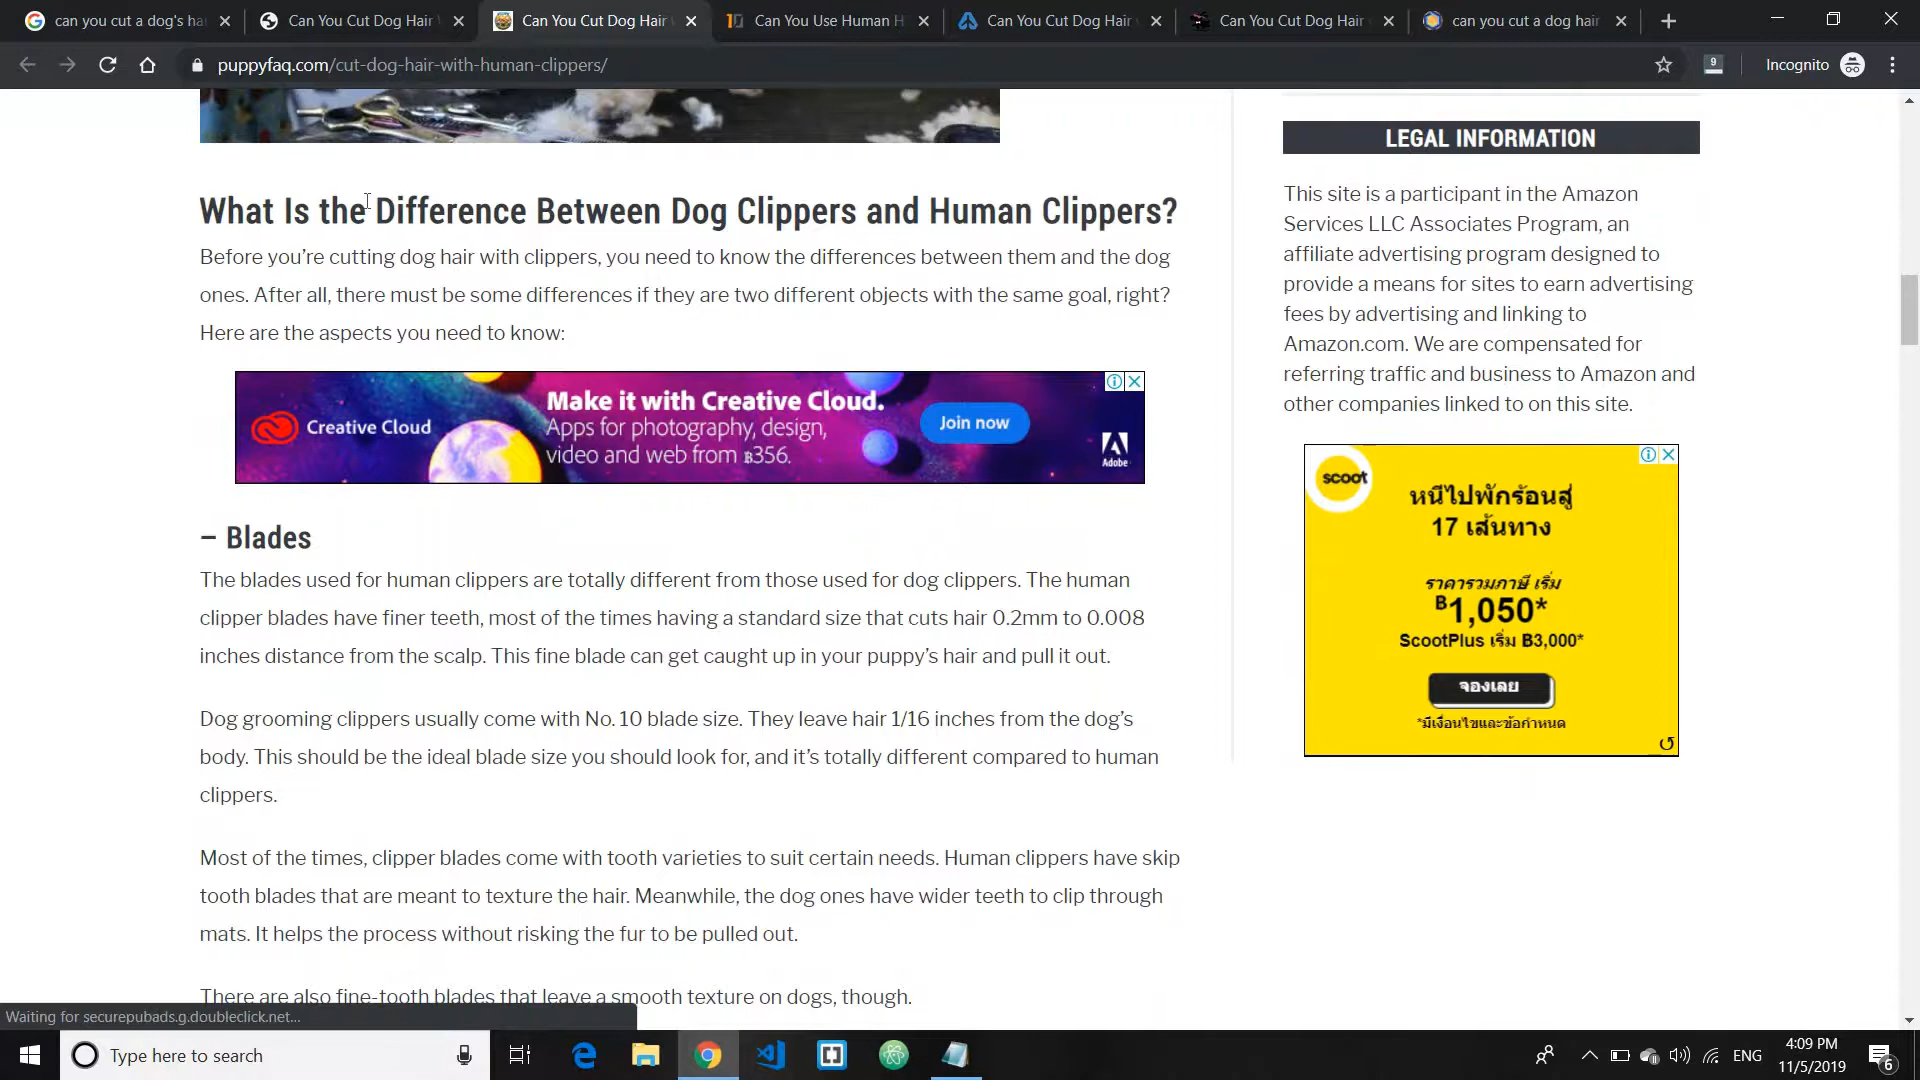 can you cut a dog's ha
Can You Cut Dog Hair
Can You Cut Dog Hair
Can You Use Human H
Can You Cut Dog Hair
Can You Cut Dog Hair
can you cut a dog hair
puppyfaq.com/cut-dog-hair-with-human-clippers/
9
Incognito
What Is the Difference Between Dog Clippers and Human Clippers?
Before you're cutting dog hair with clippers, you need to know the differences between them and the dog
ones. After all, there must be some differences if they are two different objects with the same goal, right?
Here are the aspects you need to know:
Creative Cloud
Make it with Creative Cloud.
Apps for photography, design,
video and web from ฿356.
Join now
Adobe
– Blades
The blades used for human clippers are totally different from those used for dog clippers. The human
clipper blades have finer teeth, most of the times having a standard size that cuts hair 0.2mm to 0.008
inches distance from the scalp. This fine blade can get caught up in your puppy's hair and pull it out.
Dog grooming clippers usually come with No. 10 blade size. They leave hair 1/16 inches from the dog's
body. This should be the ideal blade size you should look for, and it's totally different compared to human
clippers.
Most of the times, clipper blades come with tooth varieties to suit certain needs. Human clippers have skip
tooth blades that are meant to texture the hair. Meanwhile, the dog ones have wider teeth to clip through
mats. It helps the process without risking the fur to be pulled out.
There are also fine-tooth blades that leave a smooth texture on dogs, though.
LEGAL INFORMATION
This site is a participant in the Amazon
Services LLC Associates Program, an
affiliate advertising program designed to
provide a means for sites to earn advertising
fees by advertising and linking to
Amazon.com. We are compensated for
referring traffic and business to Amazon and
other companies linked to on this site.
scoot
หนีไปพักร้อนสู่
17 เส้นทาง
ราคารวมภาษี เริ่ม
฿1,050*
ScootPlus เริ่ม ฿3,000*
จองเลย
*มีเงื่อนไขและข้อกำหนด
Waiting for securepubads.g.doubleclick.net...
Type here to search
ENG
4:09 PM
11/5/2019
6